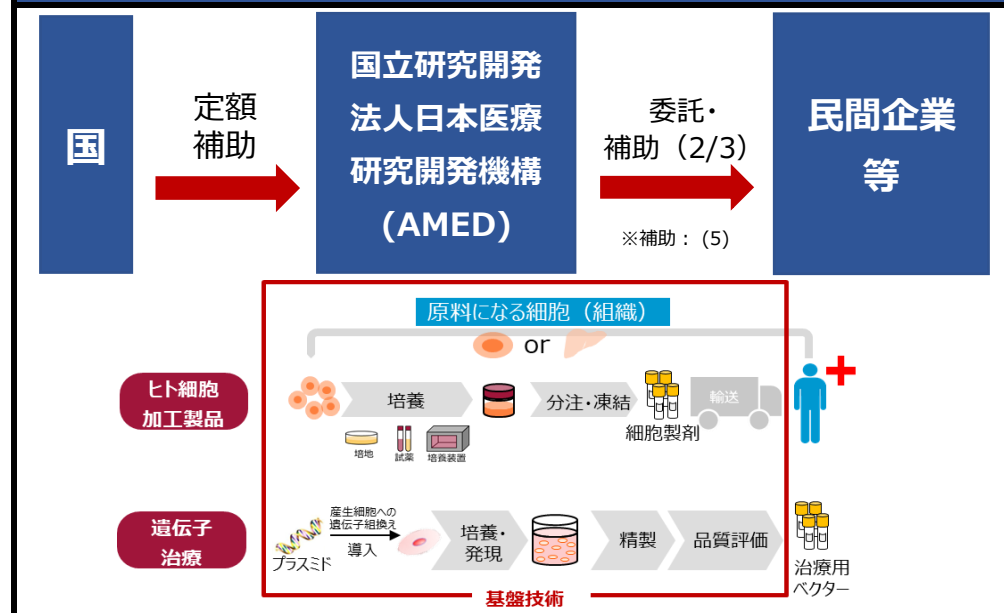 国
定額
補助
国立研究開発
法人日本医療
研究開発機構
(AMED)
委託・
補助（2/3）
※補助：(5)
民間企業
等
原料になる細胞（組織）
or
ヒト細胞
加工製品
培養
分注・凍結
輸送
細胞製剤
培地
試薬
培養装置
遺伝子
治療
プラスミド
産生細胞への
遺伝子組換え
導入
培養・
発現
精製
品質評価
治療用
ベクター
基盤技術